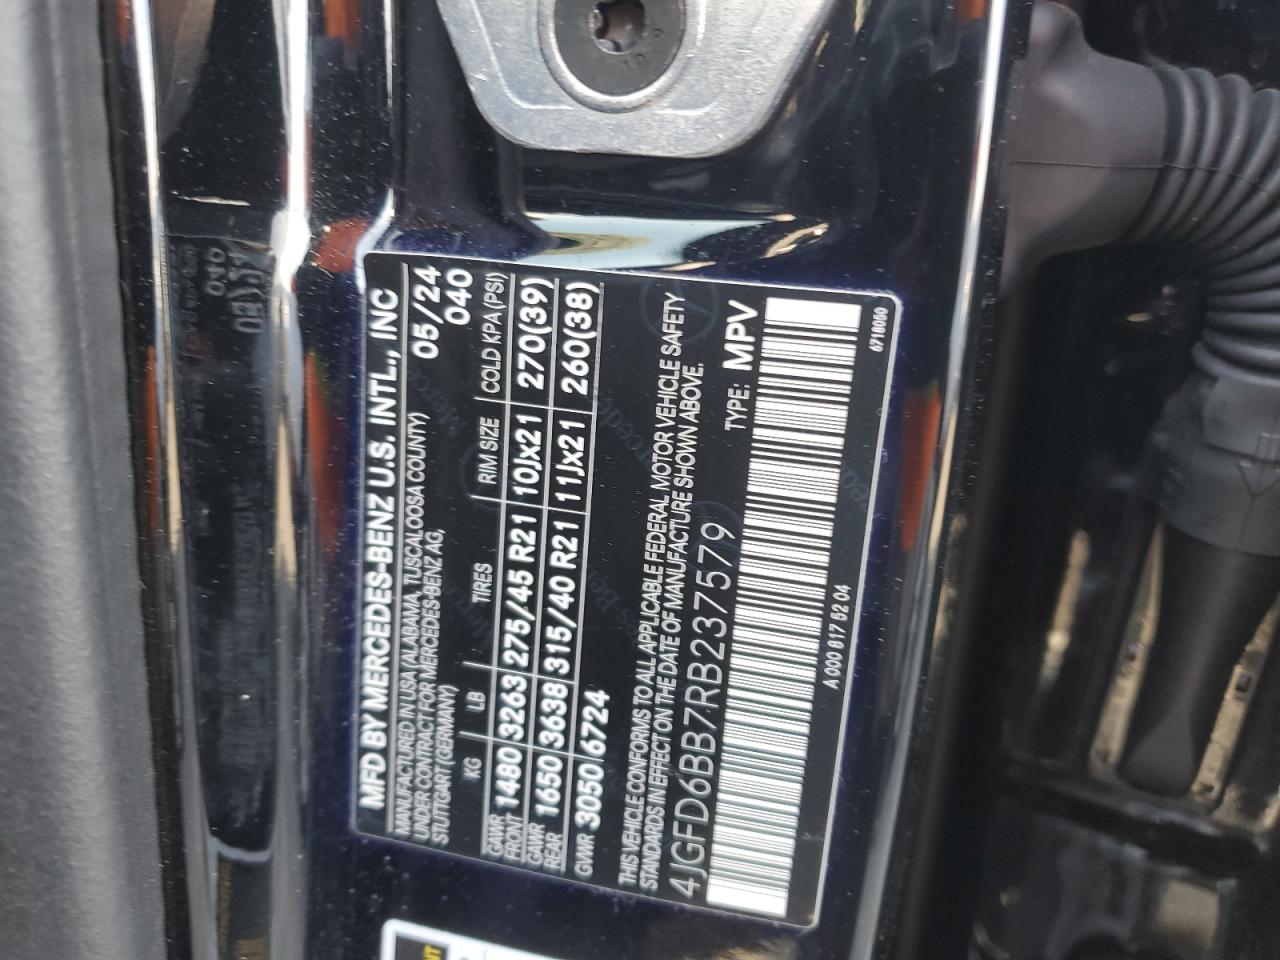 MFD BY MERCEDES-BENZ U.S. INTL., INC
MANUFACTURED IN USA (ALABAMA, TUSCALOOSA COUNTY) 05/24
UNDER CONTRACT FOR MERCEDES-BENZ AG, 040
STUTTGART (GERMANY)
KG LB TIRES RIM SIZE COLD KPA (PSI)
GAWR FRONT 1480 3263 275/45 R21 10Jx21 270(39)
GAWR REAR 1650 3638 315/40 R21 11Jx21 260(38)
GVWR 3050 6724
THIS VEHICLE CONFORMS TO ALL APPLICABLE FEDERAL MOTOR VEHICLE SAFETY
STANDARDS IN EFFECT ON THE DATE OF MANUFACTURE SHOWN ABOVE.
4JGFD6BB7RB237579 TYPE: MPV
A 000 817 52 04
6718050